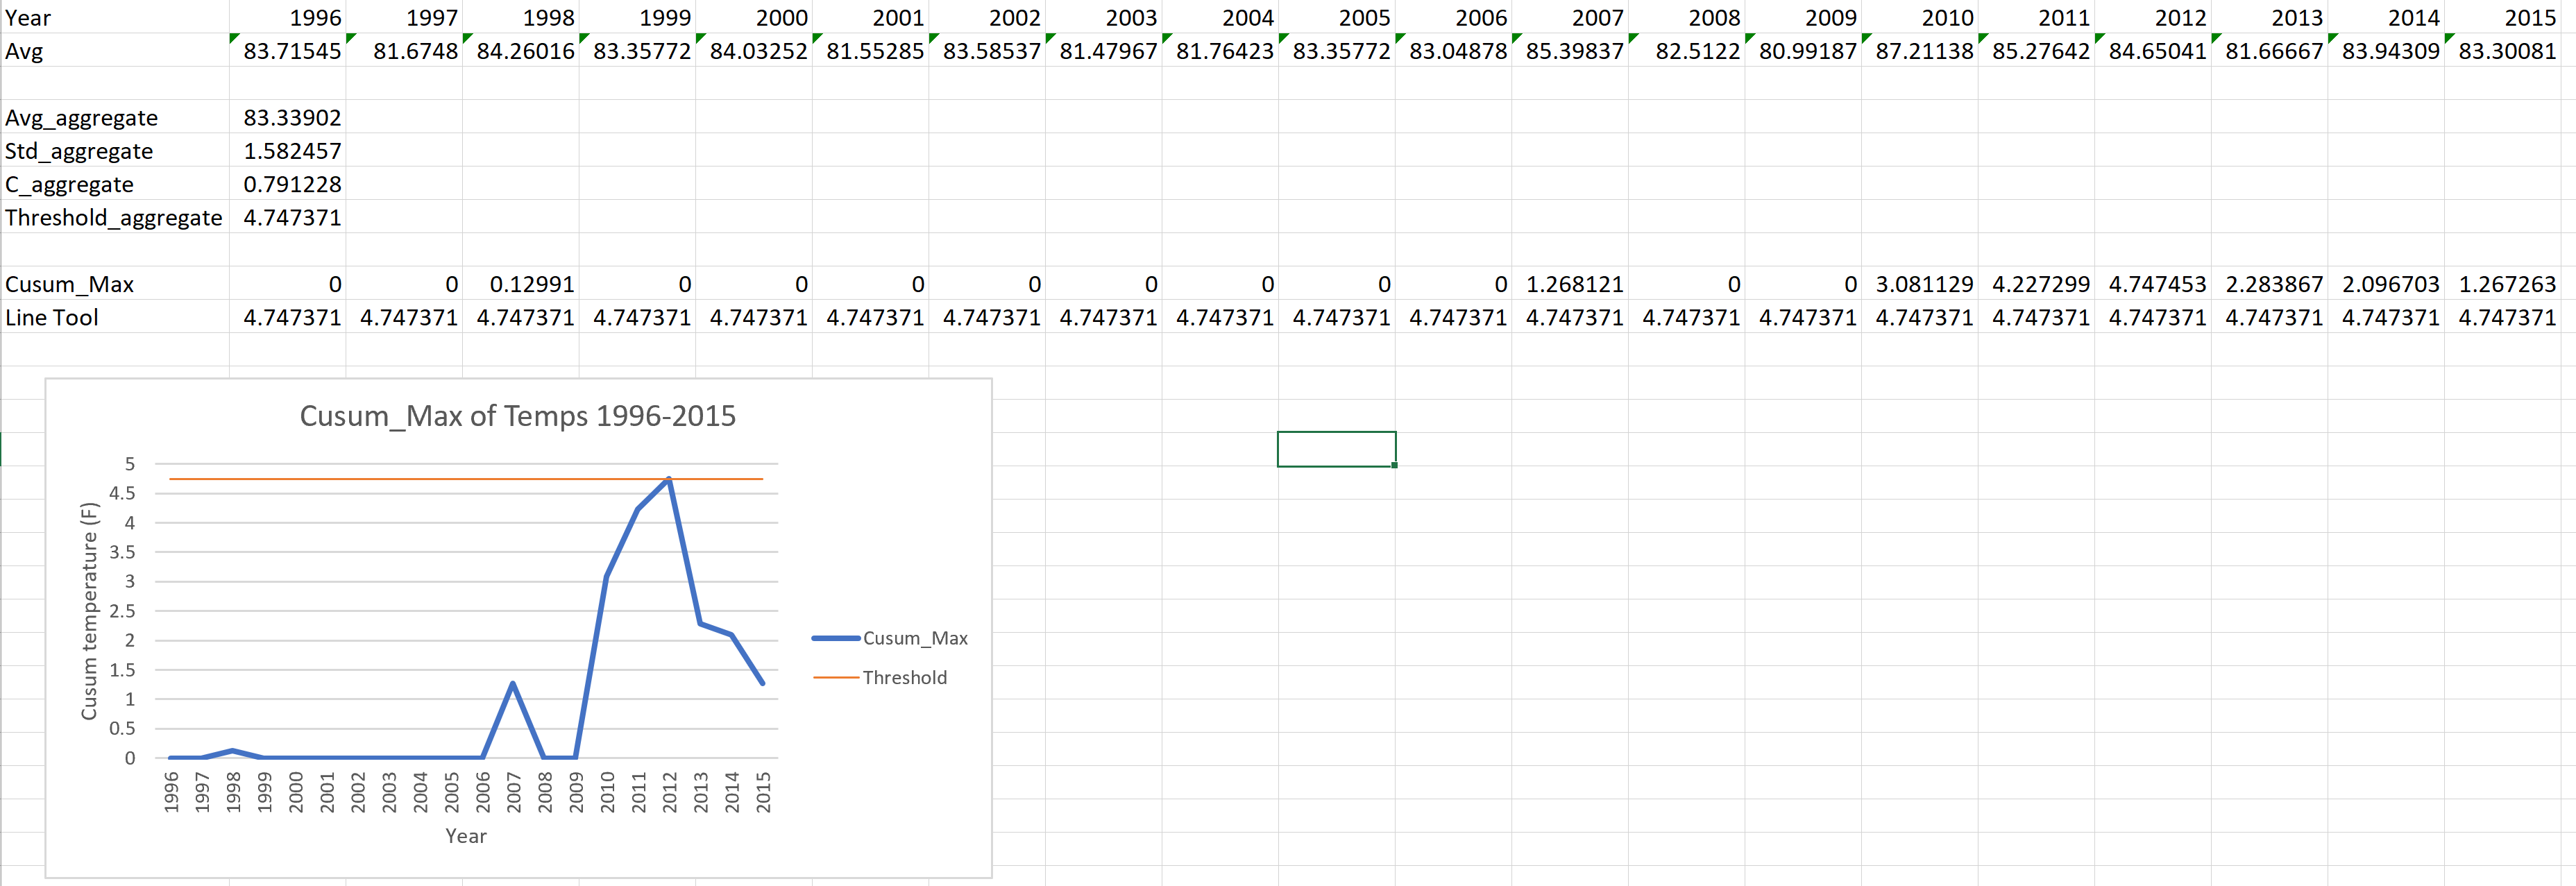 Year 1996 1997 1998 1999 2000 2001 2002 2003 2004 2005 2006 2007 2008 2009 2010 2011 2012 2013 2014 2015
Avg 83.71545 81.6748 84.26016 83.35772 84.03252 81.55285 83.58537 81.47967 81.76423 83.35772 83.04878 85.39837 82.5122 80.99187 87.21138 85.27642 84.65041 81.66667 83.94309 83.30081
Avg_aggregate 83.33902
Std_aggregate 1.582457
C_aggregate 0.791228
Threshold_aggregate 4.747371
Cusum_Max 0 0 0.12991 0 0 0 0 0 0 0 0 1.268121 0 0 3.081129 4.227299 4.747453 2.283867 2.096703 1.267263
Line Tool 4.747371 4.747371 4.747371 4.747371 4.747371 4.747371 4.747371 4.747371 4.747371 4.747371 4.747371 4.747371 4.747371 4.747371 4.747371 4.747371 4.747371 4.747371 4.747371 4.747371
Cusum_Max of Temps 1996-2015
Cusum temperature (F)
5
4.5
4
3.5
3
2.5
2
1.5
1
0.5
0
1996 1997 1998 1999 2000 2001 2002 2003 2004 2005 2006 2007 2008 2009 2010 2011 2012 2013 2014 2015
Year
Cusum_Max
Threshold